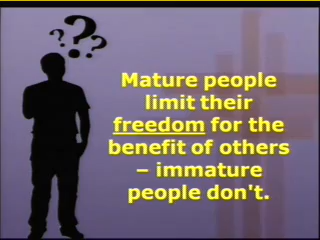 Mature people
limit their
freedom for the
benefit of others
– immature
people don't.